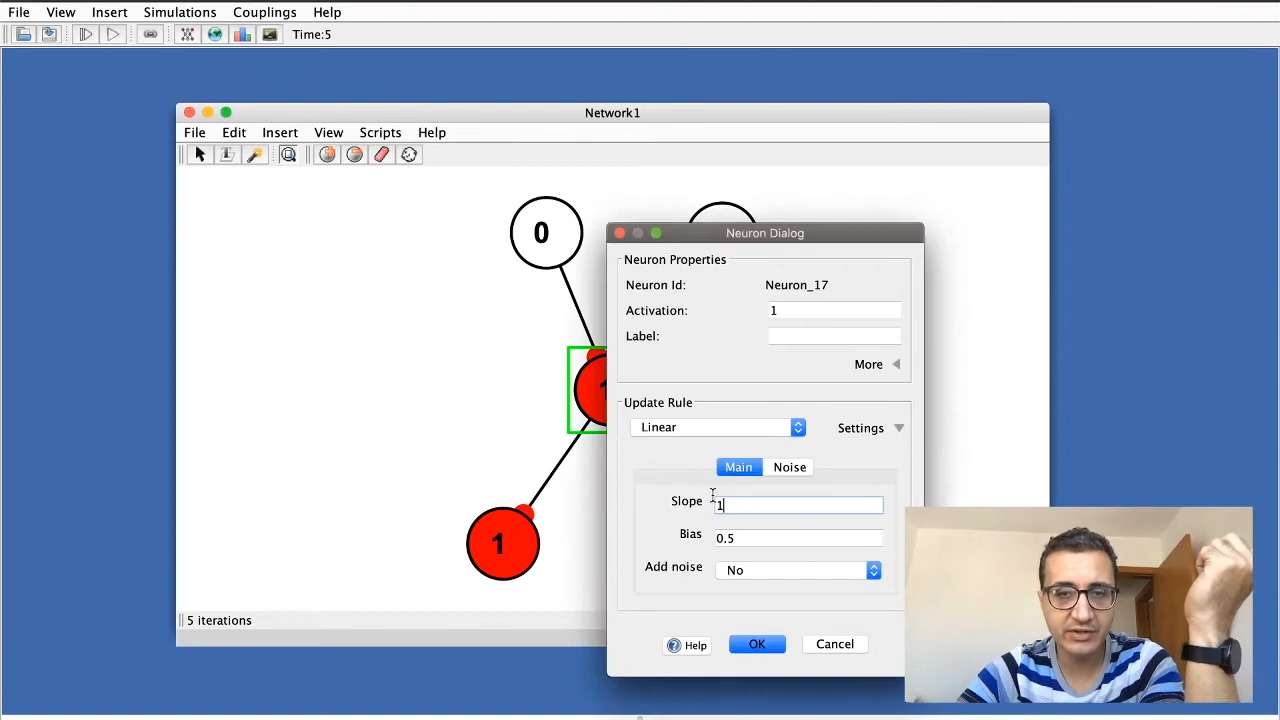 File View Insert Simulations Couplings Help
Time:5
Network1
File Edit Insert View Scripts Help
0
1
1
5 iterations
Neuron Dialog
Neuron Properties
Neuron Id: Neuron_17
Activation: 1
Label:
More
Update Rule
Linear Settings
Main Noise
Slope 1
Bias 0.5
Add noise No
Help OK Cancel